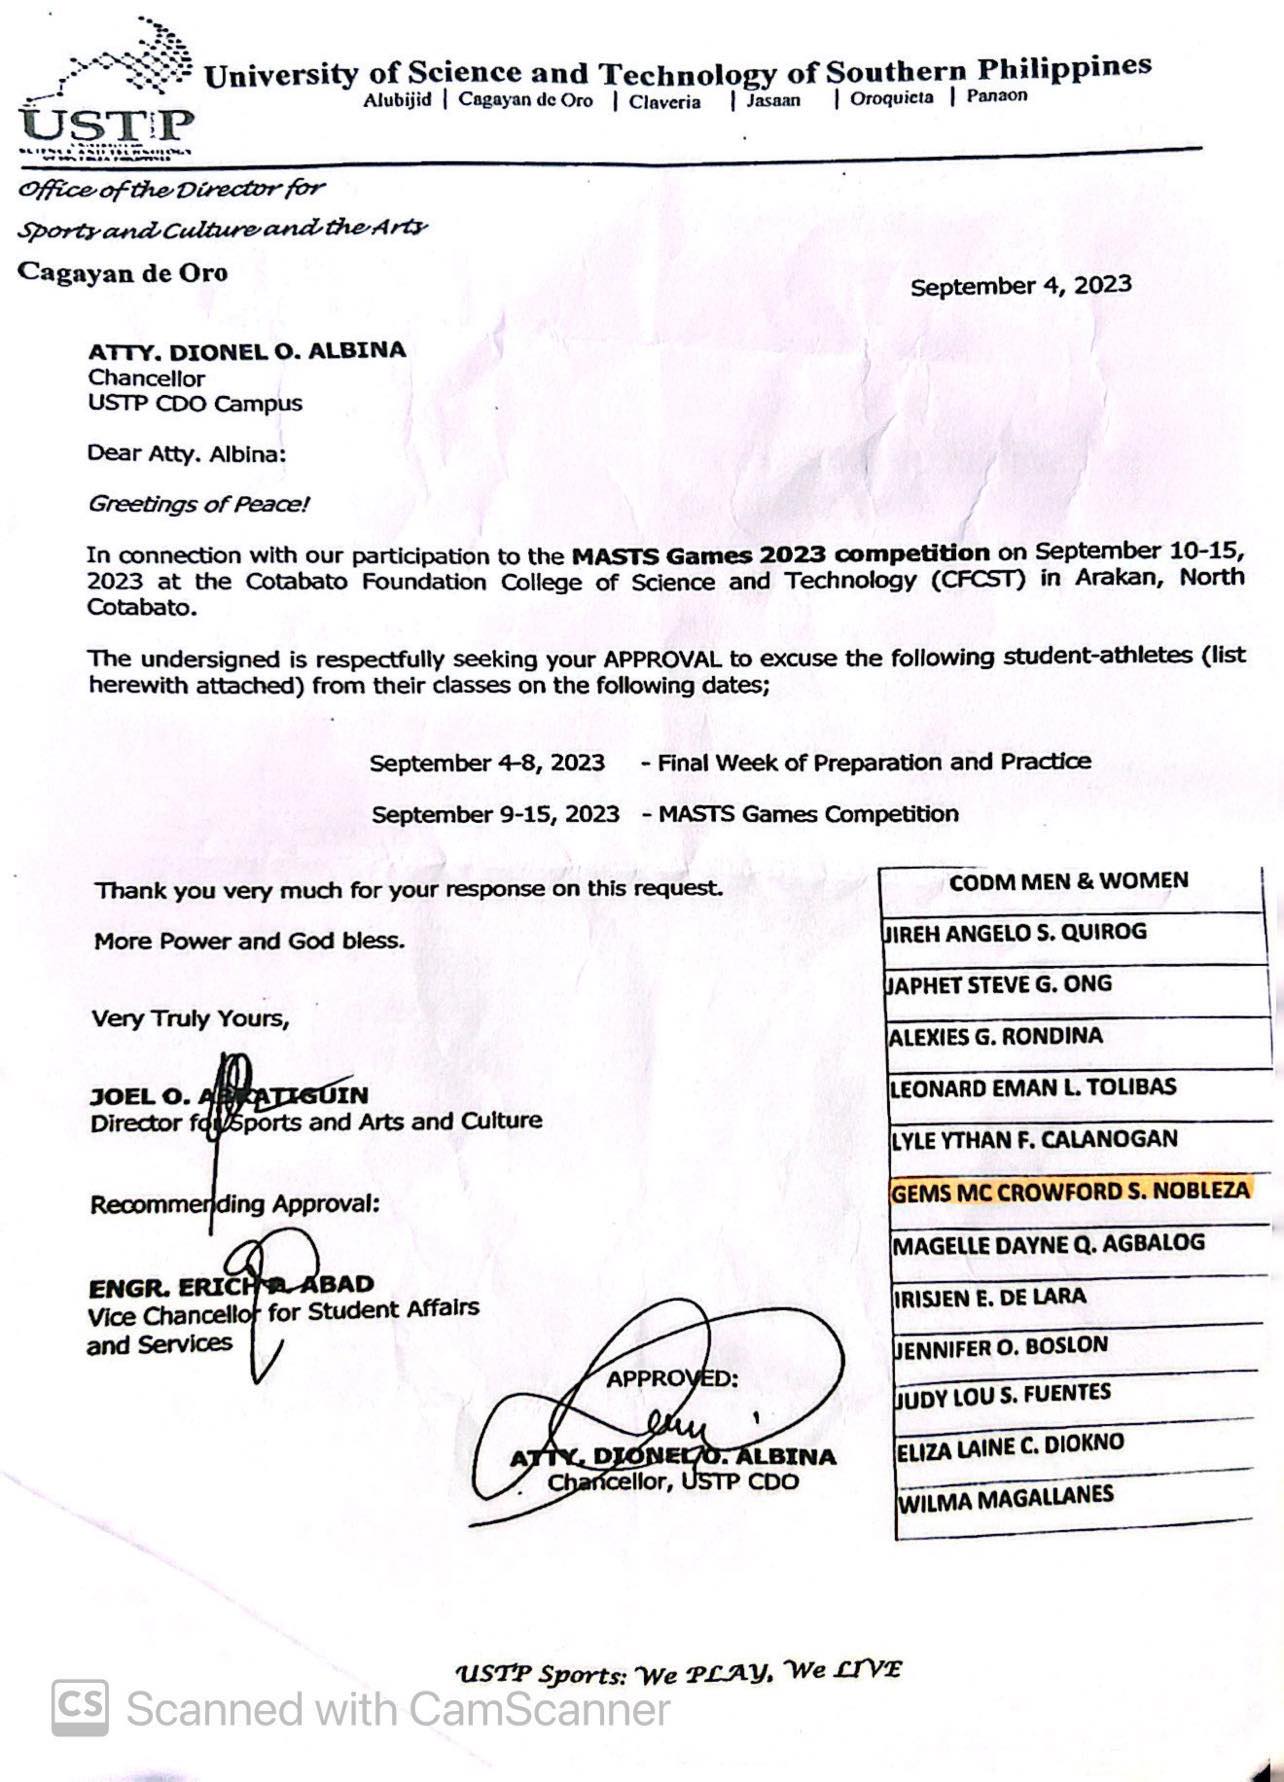 University of Science and Technology of Southern Philippines
Alubijid | Cagayan de Oro | Claveria | Jasaan | Oroquieta | Panaon
USTP
Office of the Director for
Sports and Culture and the Arts
Cagayan de Oro
September 4, 2023
ATTY. DIONEL O. ALBINA
Chancellor
USTP CDO Campus
Dear Atty. Albina:
Greetings of Peace!
In connection with our participation to the MASTS Games 2023 competition on September 10-15,
2023 at the Cotabato Foundation College of Science and Technology (CFCST) in Arakan, North
Cotabato.
The undersigned is respectfully seeking your APPROVAL to excuse the following student-athletes (list
herewith attached) from their classes on the following dates;
September 4-8, 2023 - Final Week of Preparation and Practice
September 9-15, 2023 - MASTS Games Competition
Thank you very much for your response on this request.
More Power and God bless.
Very Truly Yours,
JOEL O.
Director for Sports and Arts and Culture
Recommending Approval:
ENGR. ERICH ABAD
Vice Chancellor for Student Affairs
and Services
APPROVED:
ATTY. DIONEL O. ALBINA
Chancellor, USTP CDO
CODM MEN & WOMEN
JIREH ANGELO S. QUIROG
JAPHET STEVE G. ONG
ALEXIES G. RONDINA
LEONARD EMAN L. TOLIBAS
LYLE YTHAN F. CALANOGAN
GEMS MC CROWFORD S. NOBLEZA
MAGELLE DAYNE Q. AGBALOG
IRISJEN E. DE LARA
JENNIFER O. BOSLON
JUDY LOU S. FUENTES
ELIZA LAINE C. DIOKNO
WILMA MAGALLANES
USTP Sports: We PLAY, We LIVE
CS Scanned with CamScanner